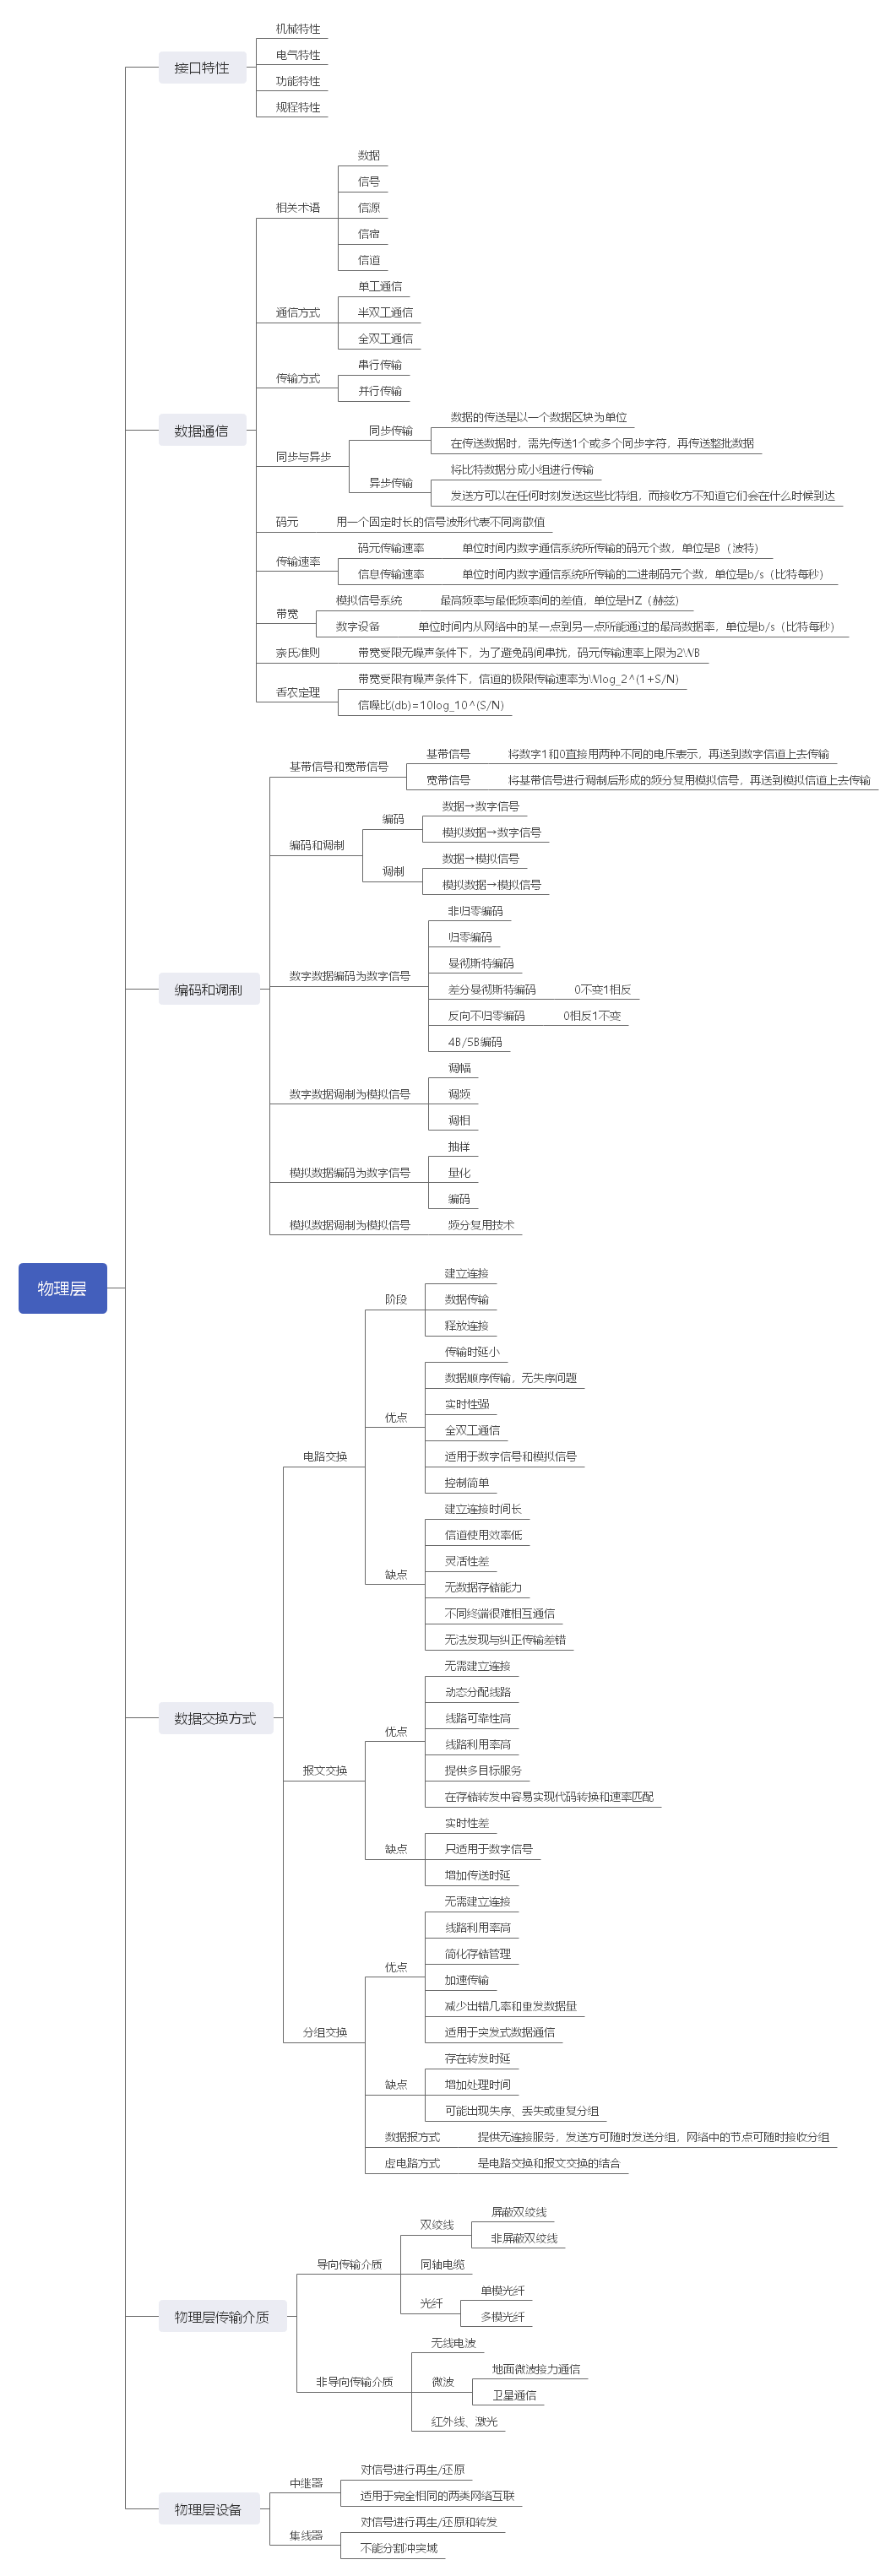 物理层
接口特性
机械特性
电气特性
功能特性
规程特性
数据通信
相关术语
数据
信号
信源
信宿
信道
通信方式
单工通信
半双工通信
全双工通信
传输方式
串行传输
并行传输
同步与异步
同步传输
数据的传送是以一个数据区块为单位
在传送数据时，需先传送1个或多个同步字符，再传送整批数据
异步传输
将比特数据分成小组进行传输
发送方可以在任何时刻发送这些比特组，而接收方不知道它们会在什么时候到达
码元
用一个固定时长的信号波形代表不同离散值
传输速率
码元传输速率
单位时间内数字通信系统所传输的码元个数，单位是B（波特）
信息传输速率
单位时间内数字通信系统所传输的二进制码元个数，单位是b/s（比特每秒）
带宽
模拟信号系统
最高频率与最低频率间的差值，单位是HZ（赫兹）
数字设备
单位时间内从网络中的某一点到另一点所能通过的最高数据率，单位是b/s（比特每秒）
奈氏准则
带宽受限无噪声条件下，为了避免码间串扰，码元传输速率上限为2WB
香农定理
带宽受限有噪声条件下，信道的极限传输速率为Wlog_2^(1+S/N)
信噪比(db)=10log_10^(S/N)
编码和调制
基带信号和宽带信号
基带信号
将数字1和0直接用两种不同的电压表示，再送到数字信道上去传输
宽带信号
将基带信号进行调制后形成的频分复用模拟信号，再送到模拟信道上去传输
编码和调制
编码
数据→数字信号
模拟数据→数字信号
调制
数据→模拟信号
模拟数据→模拟信号
数字数据编码为数字信号
非归零编码
归零编码
曼彻斯特编码
差分曼彻斯特编码
0不变1相反
反向不归零编码
0相反1不变
4B/5B编码
数字数据调制为模拟信号
调幅
调频
调相
模拟数据编码为数字信号
抽样
量化
编码
模拟数据调制为模拟信号
频分复用技术
数据交换方式
电路交换
阶段
建立连接
数据传输
释放连接
优点
传输时延小
数据顺序传输，无失序问题
实时性强
全双工通信
适用于数字信号和模拟信号
控制简单
缺点
建立连接时间长
信道使用效率低
灵活性差
无数据存储能力
不同终端很难相互通信
无法发现与纠正传输差错
报文交换
优点
无需建立连接
动态分配线路
线路可靠性高
线路利用率高
提供多目标服务
在存储转发中容易实现代码转换和速率匹配
缺点
实时性差
只适用于数字信号
增加传送时延
分组交换
优点
无需建立连接
线路利用率高
简化存储管理
加速传输
减少出错几率和重发数据量
适用于突发式数据通信
缺点
存在转发时延
增加处理时间
可能出现失序、丢失或重复分组
数据报方式
提供无连接服务，发送方可随时发送分组，网络中的节点可随时接收分组
虚电路方式
是电路交换和报文交换的结合
物理层传输介质
导向传输介质
双绞线
屏蔽双绞线
非屏蔽双绞线
同轴电缆
光纤
单模光纤
多模光纤
非导向传输介质
无线电波
微波
地面微波接力通信
卫星通信
红外线、激光
物理层设备
中继器
对信号进行再生/还原
适用于完全相同的两类网络互联
集线器
对信号进行再生/还原和转发
不能分割冲突域